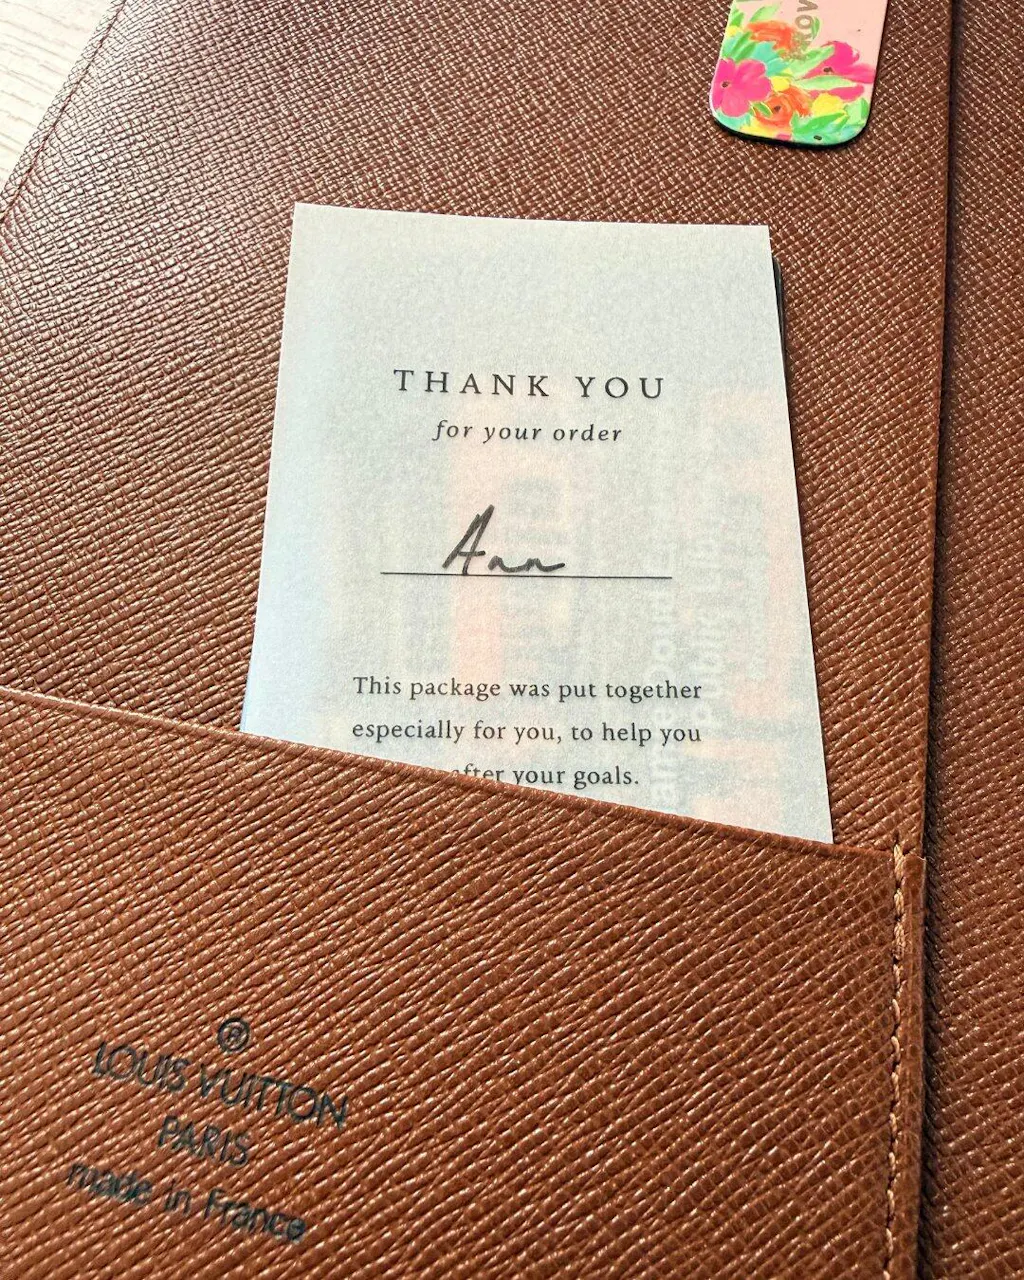 THANK YOU
for your order
Ann
This package was put together
especially for you, to help you
after your goals.
®
LOUIS VUITTON
PARIS
made in France